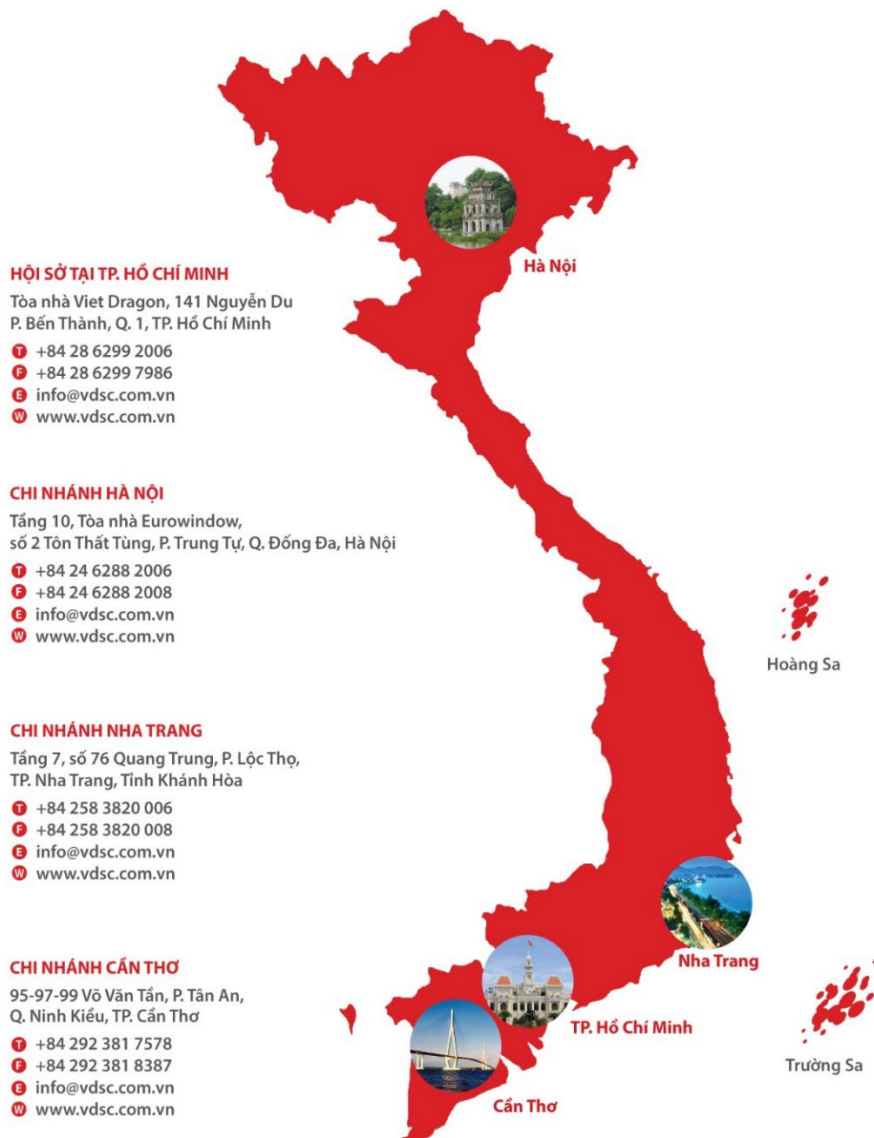 HỘI SỞ TẠI TP. HỒ CHÍ MINH
Tòa nhà Viet Dragon, 141 Nguyễn Du
P. Bến Thành, Q. 1, TP. Hồ Chí Minh
T +84 28 6299 2006
F +84 28 6299 7986
E info@vdsc.com.vn
W www.vdsc.com.vn
CHI NHÁNH HÀ NỘI
Tầng 10, Tòa nhà Eurowindow,
số 2 Tôn Thất Tùng, P. Trung Tự, Q. Đống Đa, Hà Nội
T +84 24 6288 2006
F +84 24 6288 2008
E info@vdsc.com.vn
W www.vdsc.com.vn
CHI NHÁNH NHA TRANG
Tầng 7, số 76 Quang Trung, P. Lộc Thọ,
TP. Nha Trang, Tỉnh Khánh Hòa
T +84 258 3820 006
F +84 258 3820 008
E info@vdsc.com.vn
W www.vdsc.com.vn
CHI NHÁNH CẦN THƠ
95-97-99 Võ Văn Tần, P. Tân An,
Q. Ninh Kiều, TP. Cần Thơ
T +84 292 381 7578
F +84 292 381 8387
E info@vdsc.com.vn
W www.vdsc.com.vn
Hà Nội
Hoàng Sa
Nha Trang
TP. Hồ Chí Minh
Trường Sa
Cần Thơ